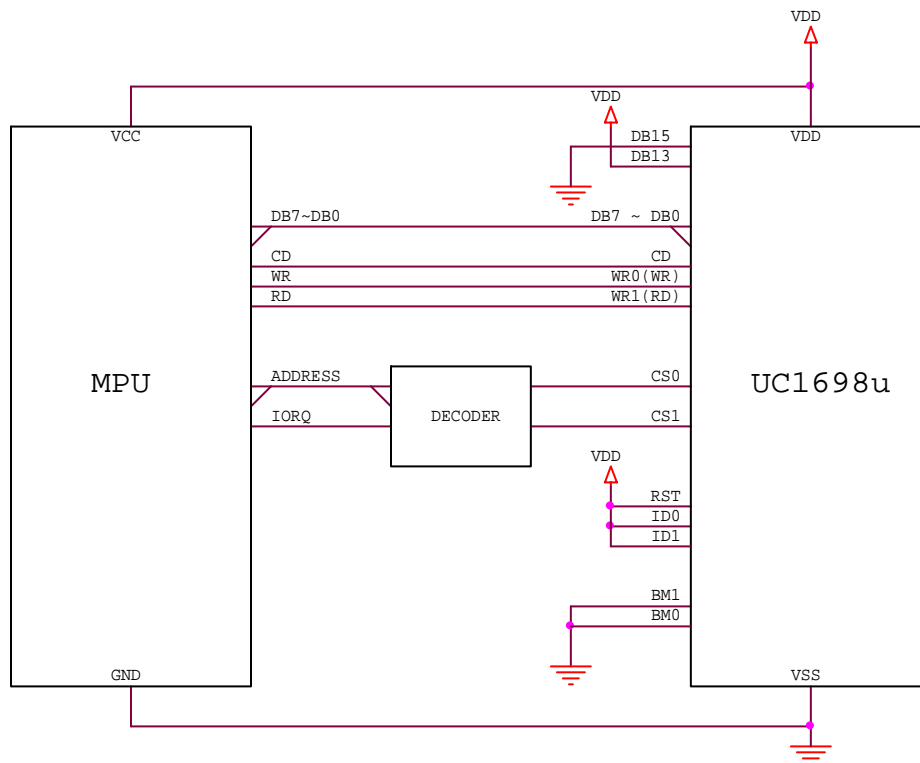 VDD
VDD
VCC
DB15
VDD
DB13
DB7~DB0
DB7 ~ DB0
CD
CD
WR
WR0(WR)
RD
WR1(RD)
MPU
ADDRESS
CS0
UC1698u
IORQ
DECODER
CS1
VDD
RST
ID0
ID1
BM1
BM0
GND
VSS